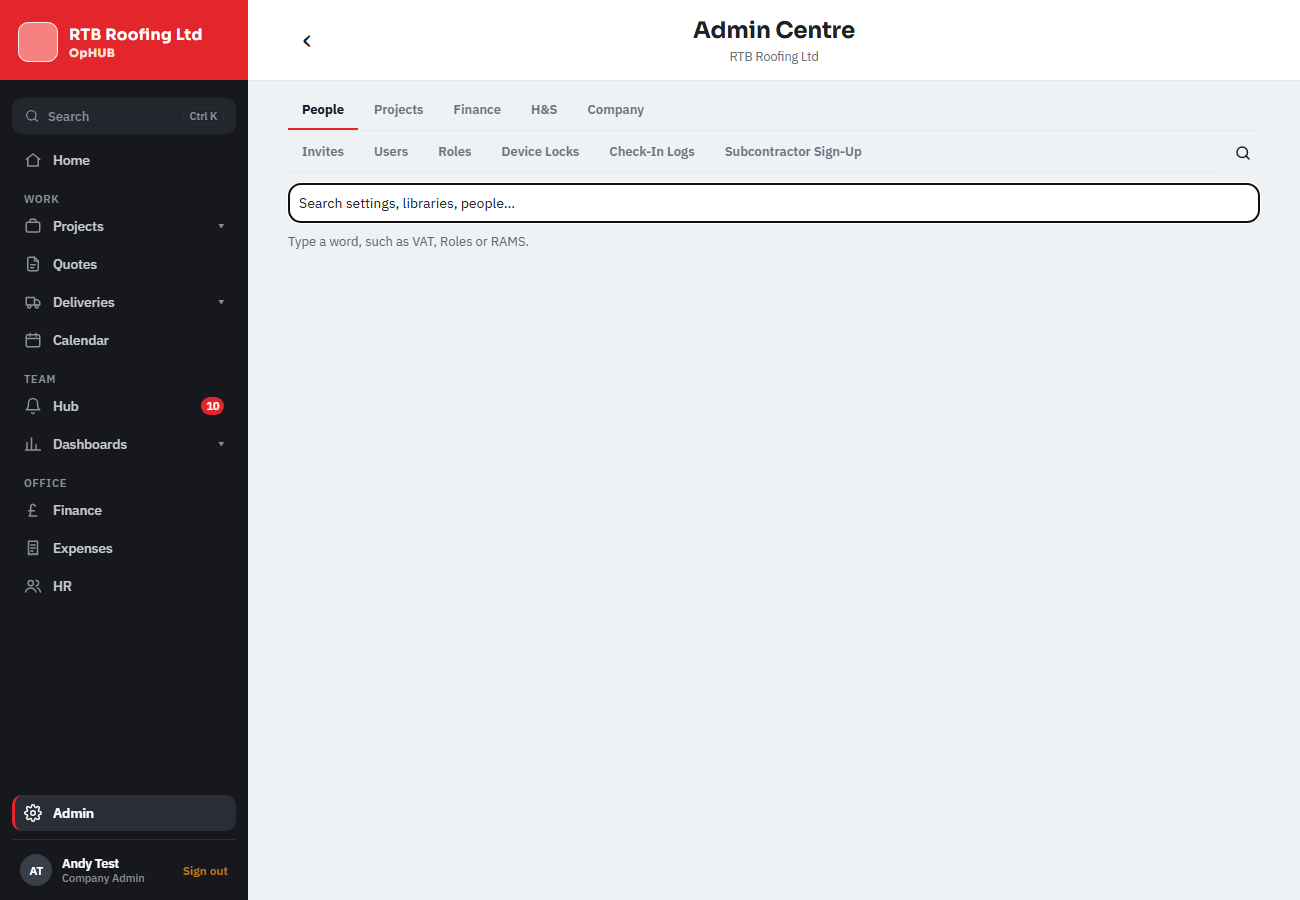 RTB Roofing Ltd
OpHUB
Search Ctrl K
Home
WORK
Projects
Quotes
Deliveries
Calendar
TEAM
Hub 10
Dashboards
OFFICE
Finance
Expenses
HR
Admin
AT
Andy Test
Company Admin
Sign out
Admin Centre
RTB Roofing Ltd
People Projects Finance H&S Company
Invites Users Roles Device Locks Check-In Logs Subcontractor Sign-Up
Search settings, libraries, people...
Type a word, such as VAT, Roles or RAMS.